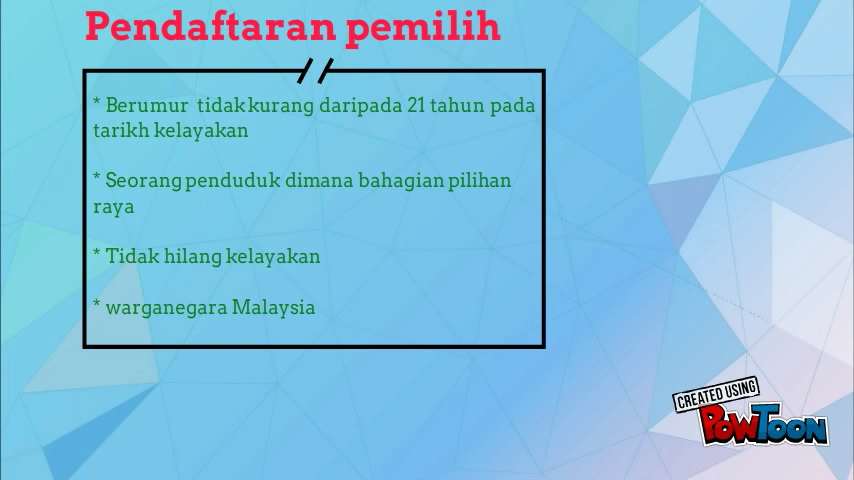 Pendaftaran pemilih
* Berumur tidak kurang daripada 21 tahun pada
tarikh kelayakan
* Seorang penduduk dimana bahagian pilihan
raya
* Tidak hilang kelayakan
* warganegara Malaysia
CREATED USING
POWTOON